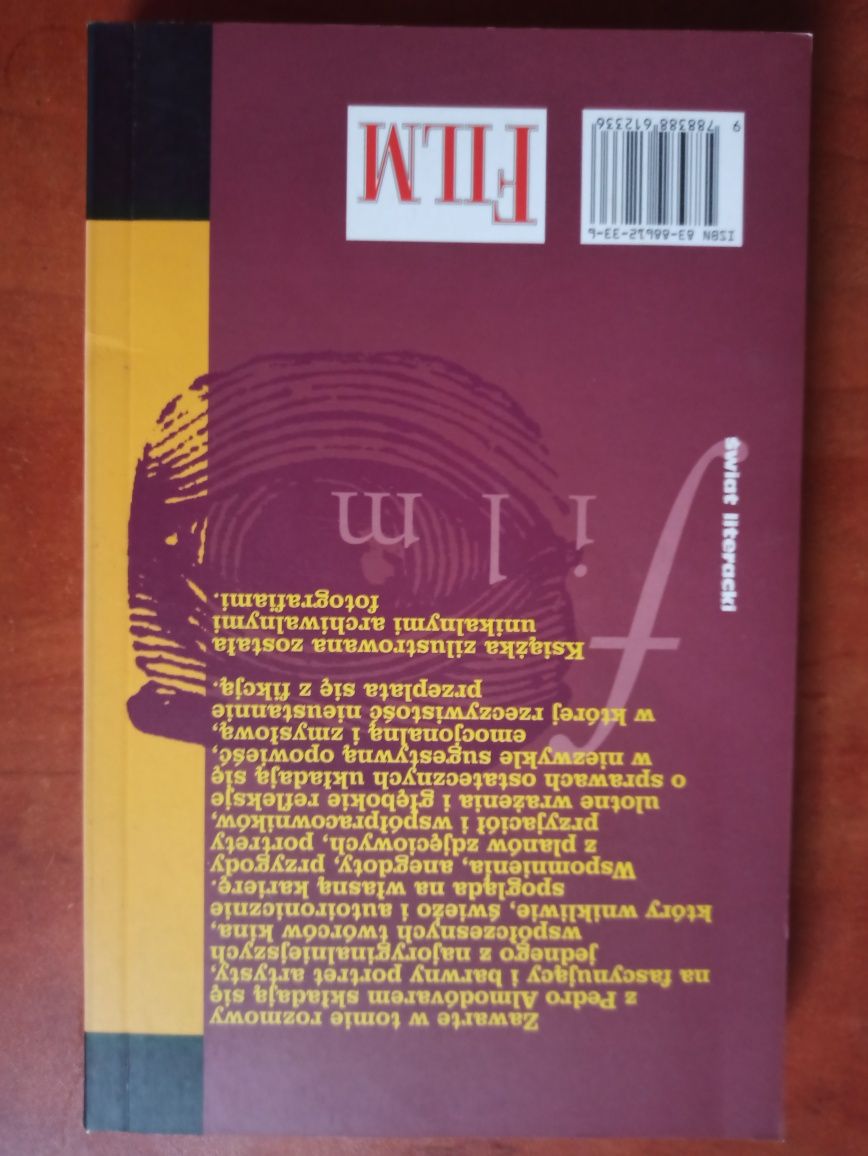 Zawarte w tomie rozmowy
z Pedro Almodóvarem składają się
na fascynujący i barwny portret artysty,
jednego z najoryginalniejszych
współczesnych twórców kina,
który wnikliwie, świeżo i autoironicznie
spogląda na własną karierę.
Wspomnienia, anegdoty, przygody
z planów zdjęciowych, portrety
przyjaciół i współpracowników,
ulotne wrażenia i głębokie refleksje
o sprawach ostatecznych układają się
w niezwykle sugestywną opowieść,
emocjonalną i zmysłową,
w której rzeczywistość nieustannie
przeplata się z fikcją.
Książka zilustrowana została
unikalnymi archiwalnymi
fotografiami.
film
świat literacki
ISBN 83-88612-33-6
9 788388 612336
FILM